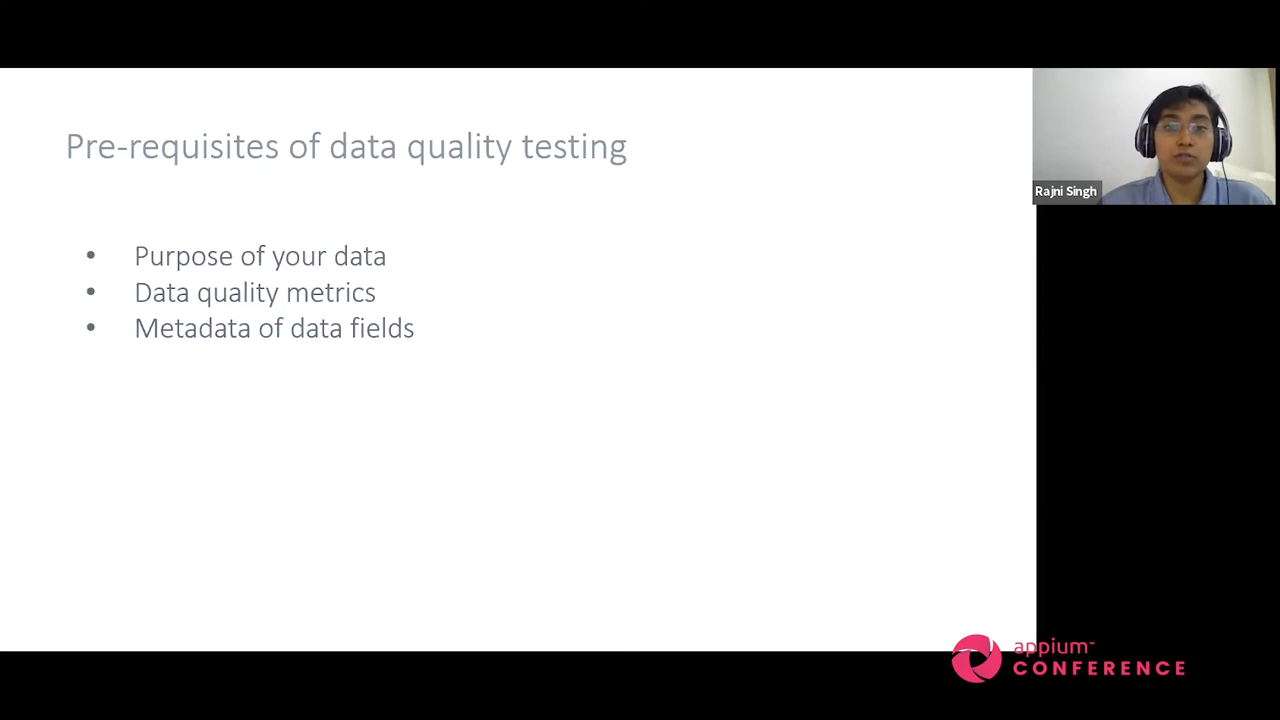 Pre-requisites of data quality testing
• Purpose of your data
• Data quality metrics
• Metadata of data fields
Rajni Singh
appium™
CONFERENCE